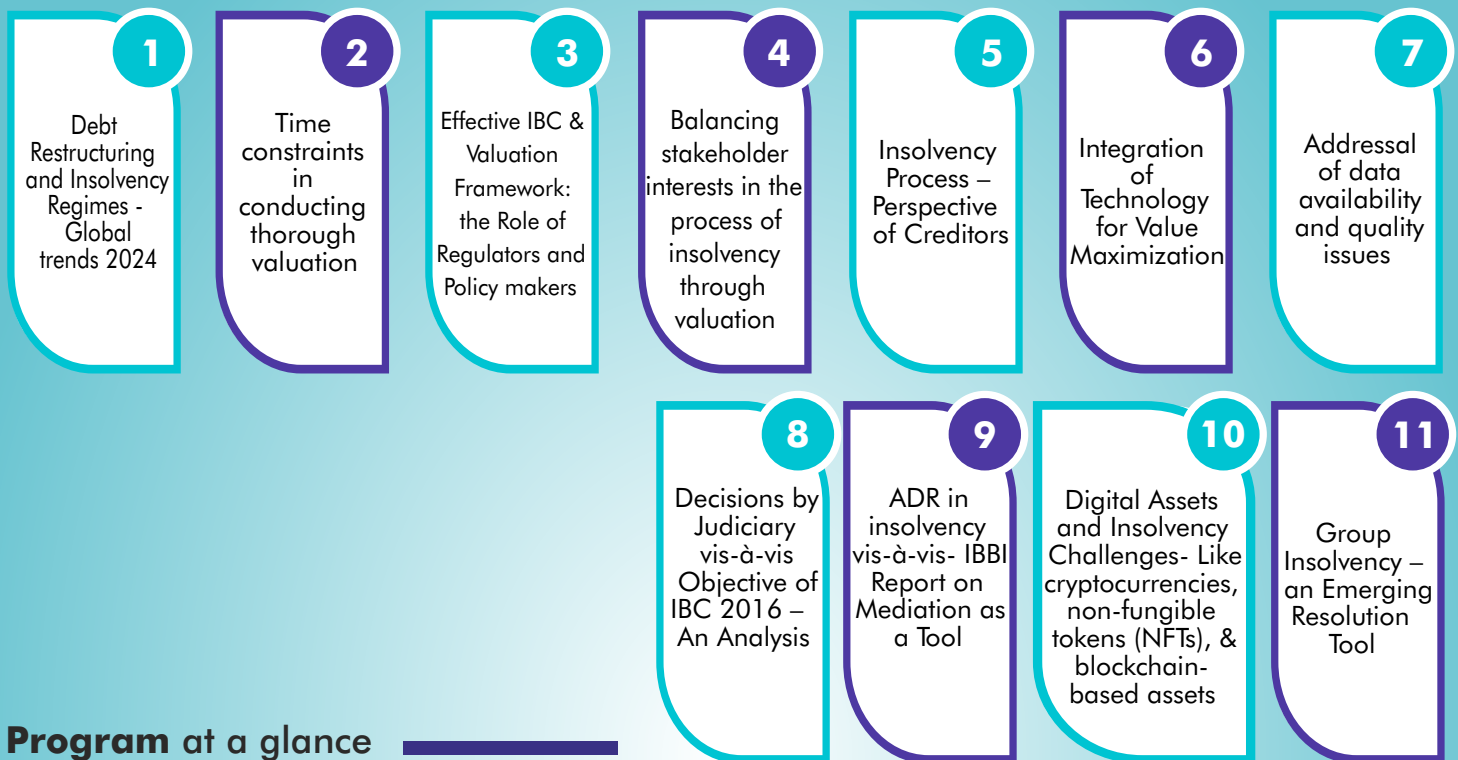 1
Debt
Restructuring
and Insolvency
Regimes -
Global
trends 2024
2
Time
constraints
in
conducting
thorough
valuation
3
Effective IBC &
Valuation
Framework:
the Role of
Regulators and
Policy makers
4
Balancing
stakeholder
interests in the
process of
insolvency
through
valuation
5
Insolvency
Process –
Perspective
of Creditors
6
Integration
of
Technology
for Value
Maximization
7
Addressal
of data
availability
and quality
issues
8
Decisions by
Judiciary
vis-à-vis
Objective of
IBC 2016 –
An Analysis
9
ADR in
insolvency
vis-à-vis- IBBI
Report on
Mediation as
a Tool
10
Digital Assets
and Insolvency
Challenges- Like
cryptocurrencies,
non-fungible
tokens (NFTs), &
blockchain-
based assets
11
Group
Insolvency –
an Emerging
Resolution
Tool
Program at a glance